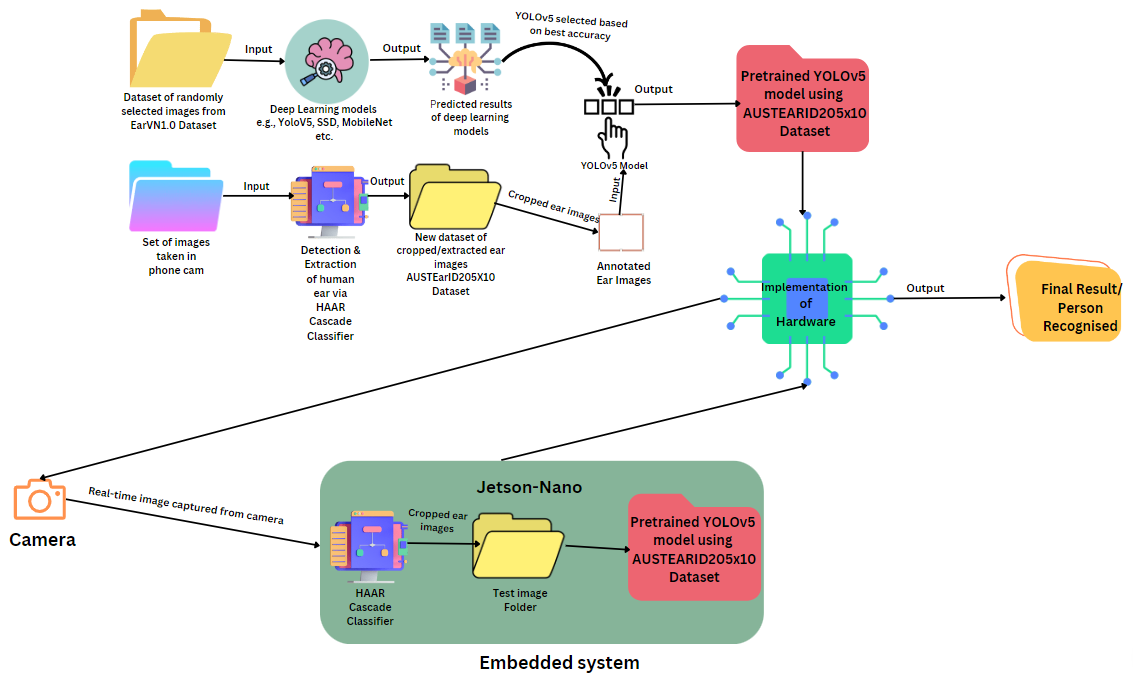 YOLOv5 selected based
on best accuracy
Input
Output
Output
Dataset of randomly
selected images from
EarVN1.0 Dataset
Deep Learning models
e.g., YoloV5, SSD, MobileNet
etc.
Predicted results
of deep learning
models
YOLOv5 Model
Pretrained YOLOv5
model using
AUSTEARID205x10
Dataset
Input
Output
Cropped ear images
Input
Set of images
taken in
phone cam
Detection &
Extraction
of human
ear via
HAAR
Cascade
Classifier
New dataset of
cropped/extracted ear
images
AUSTEarID205X10
Dataset
Annotated
Ear Images
Implementation
of
Hardware
Output
Final Result/
Person
Recognised
Camera
Real-time image captured from camera
Jetson-Nano
Cropped ear
images
HAAR
Cascade
Classifier
Test image
Folder
Pretrained YOLOv5
model using
AUSTEARID205x10
Dataset
Embedded system